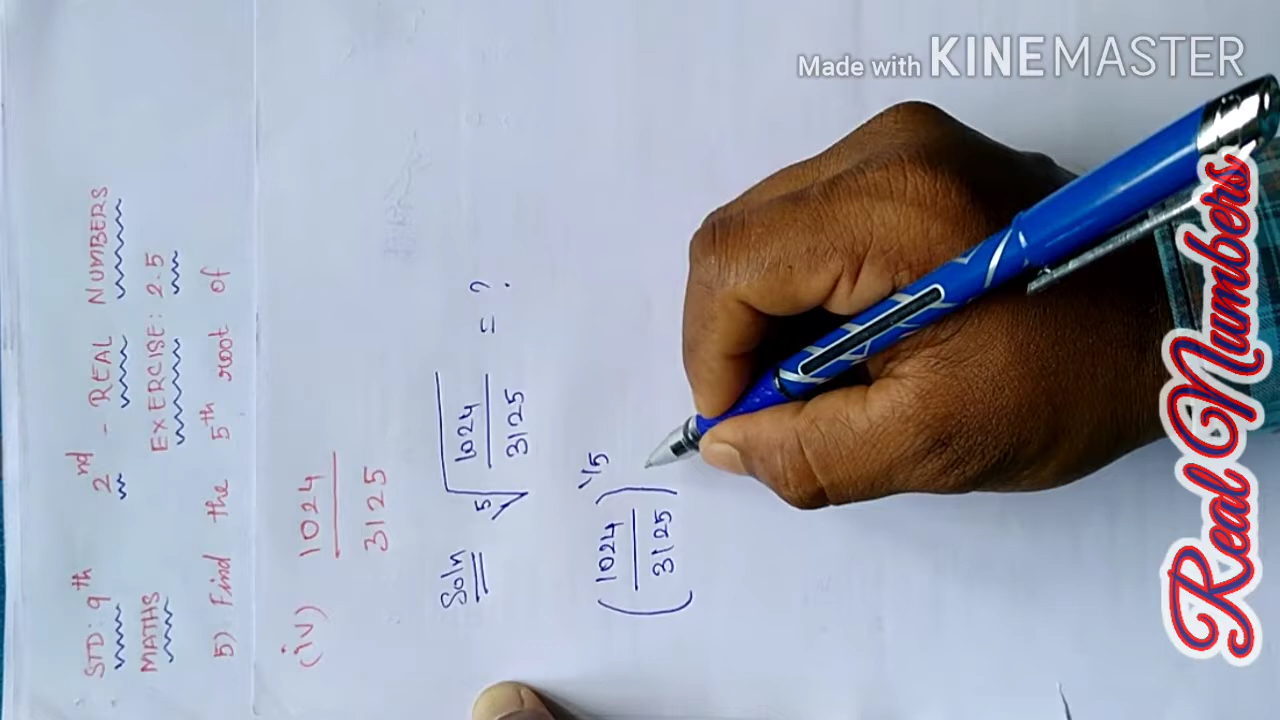 STD: 9th 2nd - REAL NUMBERS
MATHS EXERCISE: 2.5
5) Find the 5th root of
(iv) 1024
3125
Soln 5√1024 = ?
3125
(1024)1/5
3125
Made with KINEMASTER
Real Numbers